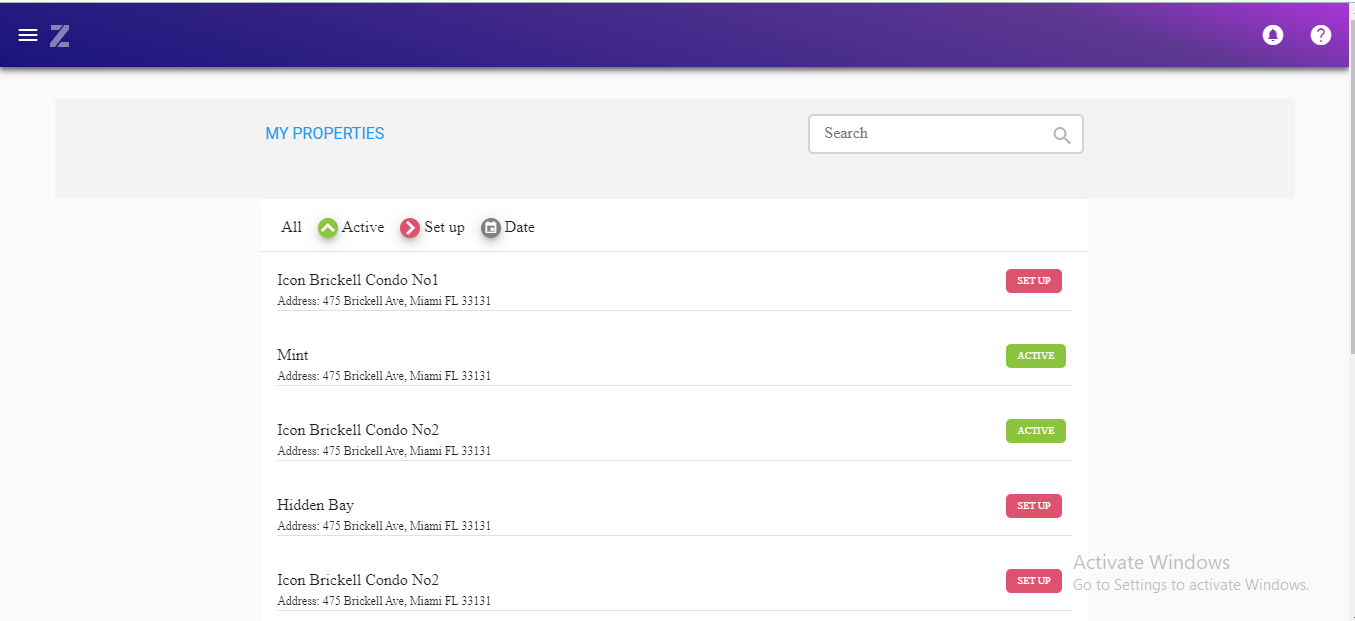 Z
MY PROPERTIES
Search
All Active Set up Date
Icon Brickell Condo No1
SET UP
Address: 475 Brickell Ave, Miami FL 33131
Mint
ACTIVE
Address: 475 Brickell Ave, Miami FL 33131
Icon Brickell Condo No2
ACTIVE
Address: 475 Brickell Ave, Miami FL 33131
Hidden Bay
SET UP
Address: 475 Brickell Ave, Miami FL 33131
Activate Windows
Icon Brickell Condo No2
SET UP
Go to Settings to activate Windows.
Address: 475 Brickell Ave, Miami FL 33131